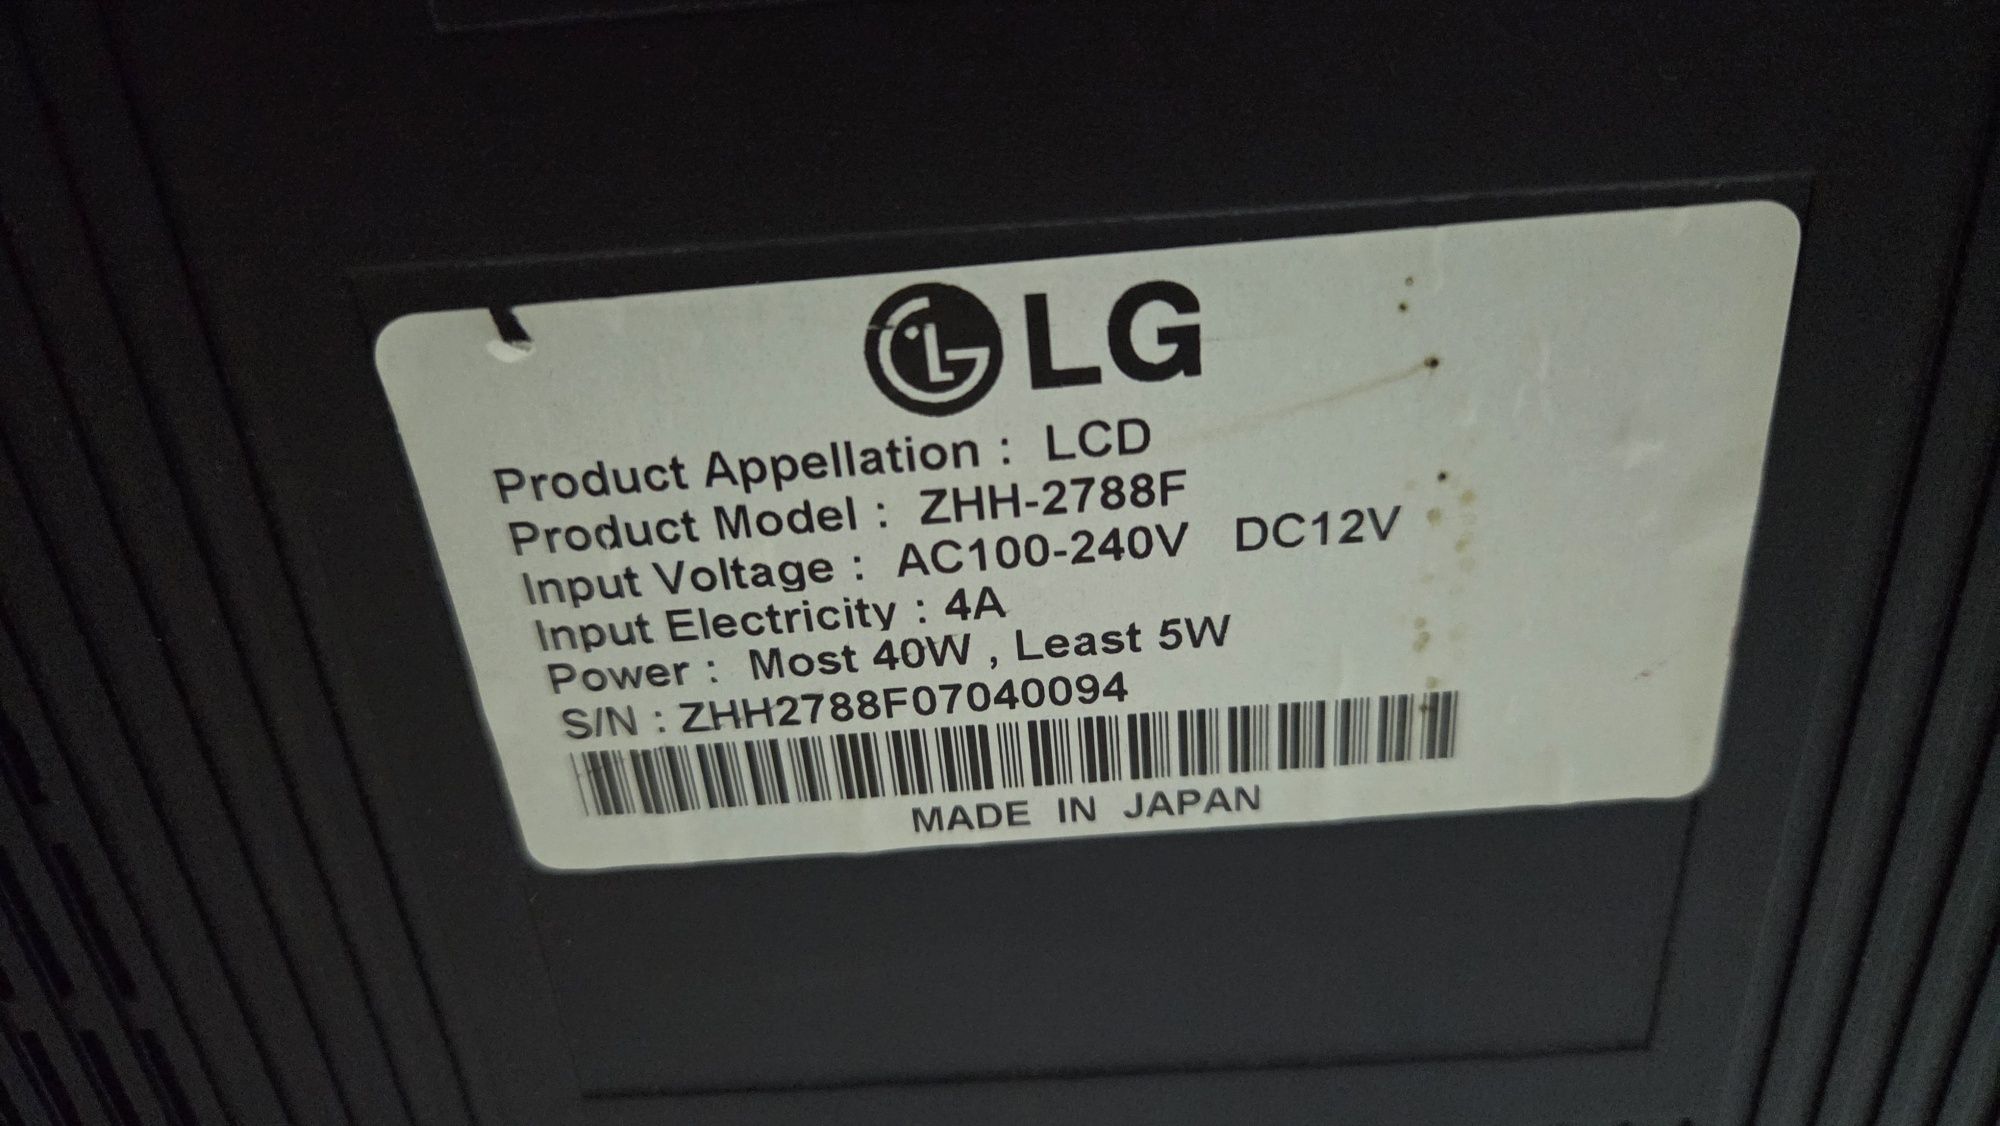 LG
Product Appellation : LCD
Product Model : ZHH-2788F
Input Voltage : AC100-240V DC12V
Input Electricity : 4A
Power : Most 40W , Least 5W
S/N : ZHH2788F07040094
MADE IN JAPAN